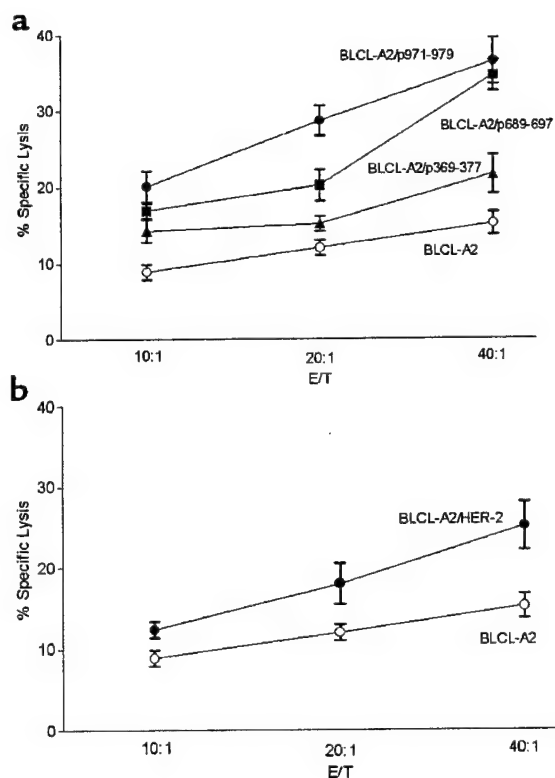 a
40
BLCL-A2/p971-979
30
BLCL-A2/p689-697
% Specific Lysis
20
BLCL-A2/p369-377
10
BLCL-A2
0
10:1
20:1
40:1
E/T
b
40
30
BLCL-A2/HER-2
% Specific Lysis
20
BLCL-A2
10
0
10:1
20:1
40:1
E/T